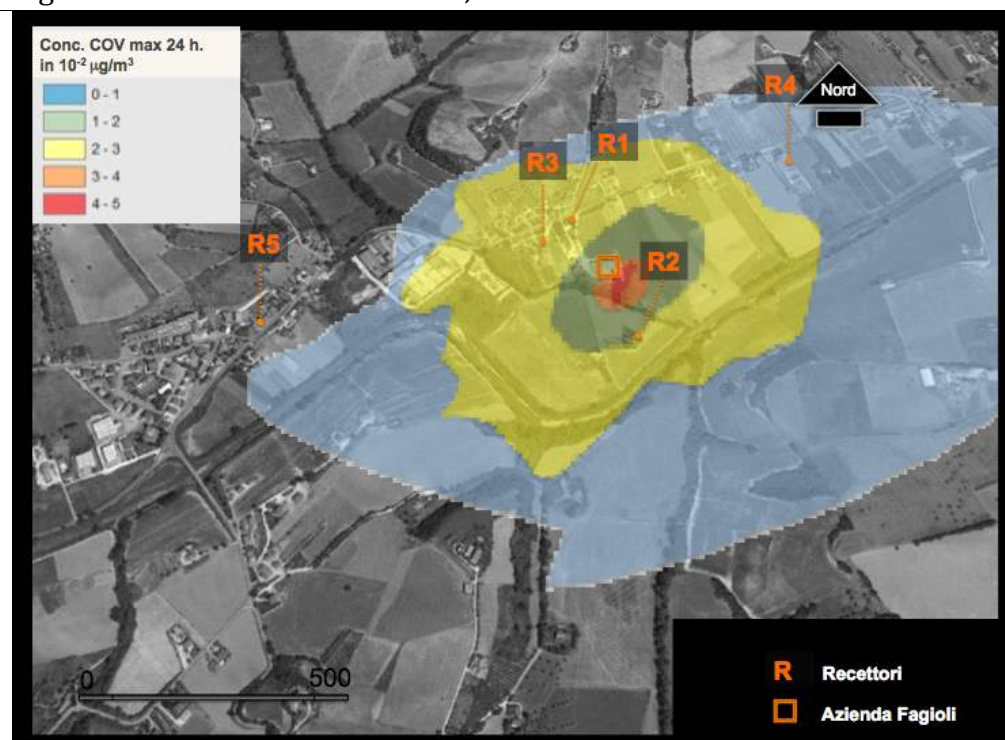 Conc. COV max 24 h.
in 10⁻² µg/m³
0 - 1
1 - 2
2 - 3
3 - 4
4 - 5
R4
Nord
R1
R3
R5
R2
0 500
R Recettori
Azienda Fagioli